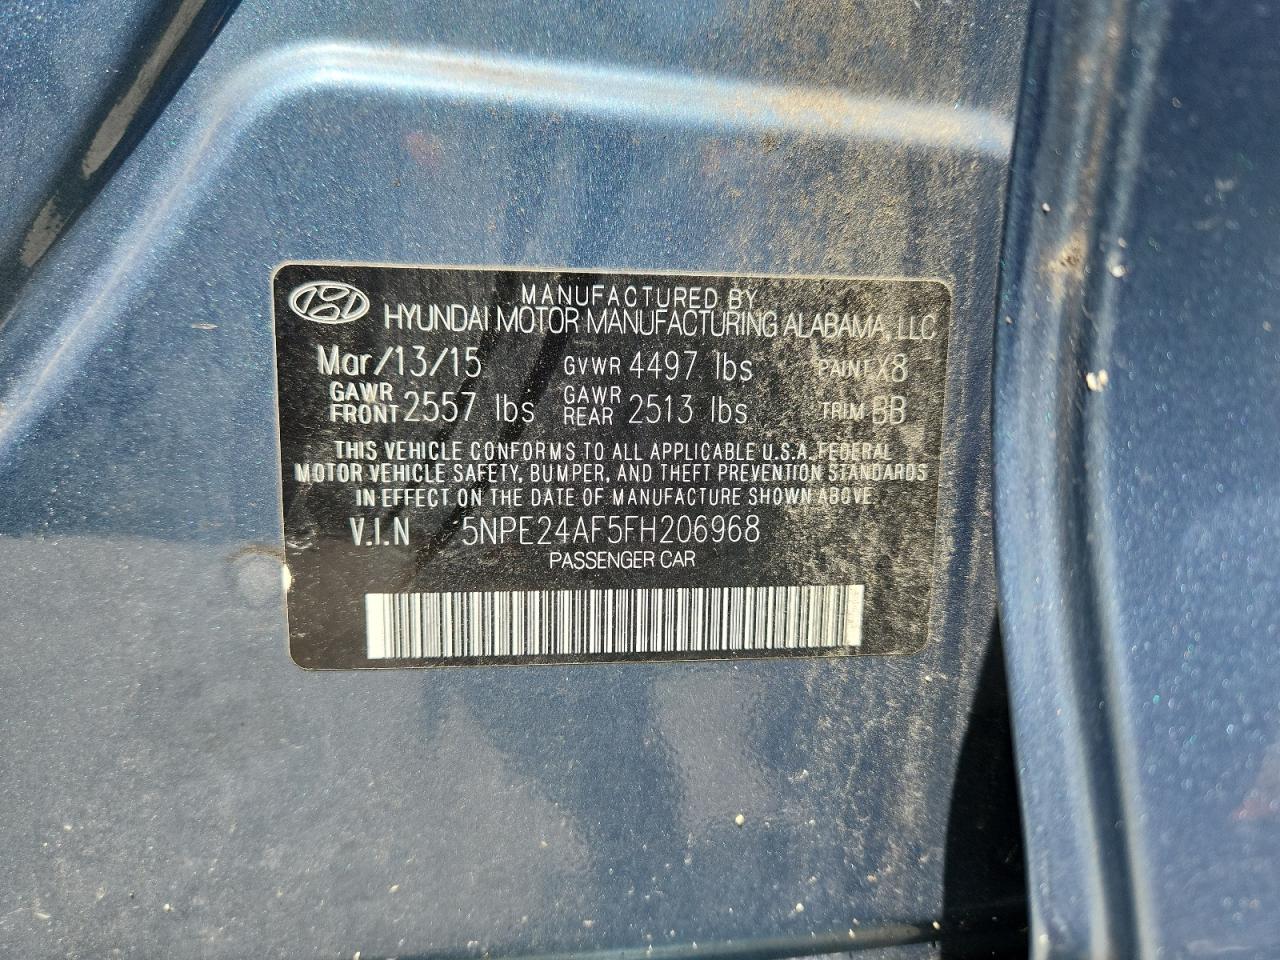 MANUFACTURED BY
HYUNDAI MOTOR MANUFACTURING ALABAMA, LLC
Mar/13/15 GVWR 4497 lbs PAINT X8
GAWR FRONT 2557 lbs GAWR REAR 2513 lbs TRIM BB
THIS VEHICLE CONFORMS TO ALL APPLICABLE U.S.A. FEDERAL
MOTOR VEHICLE SAFETY, BUMPER, AND THEFT PREVENTION STANDARDS
IN EFFECT ON THE DATE OF MANUFACTURE SHOWN ABOVE.
V.I.N 5NPE24AF5FH206968
PASSENGER CAR